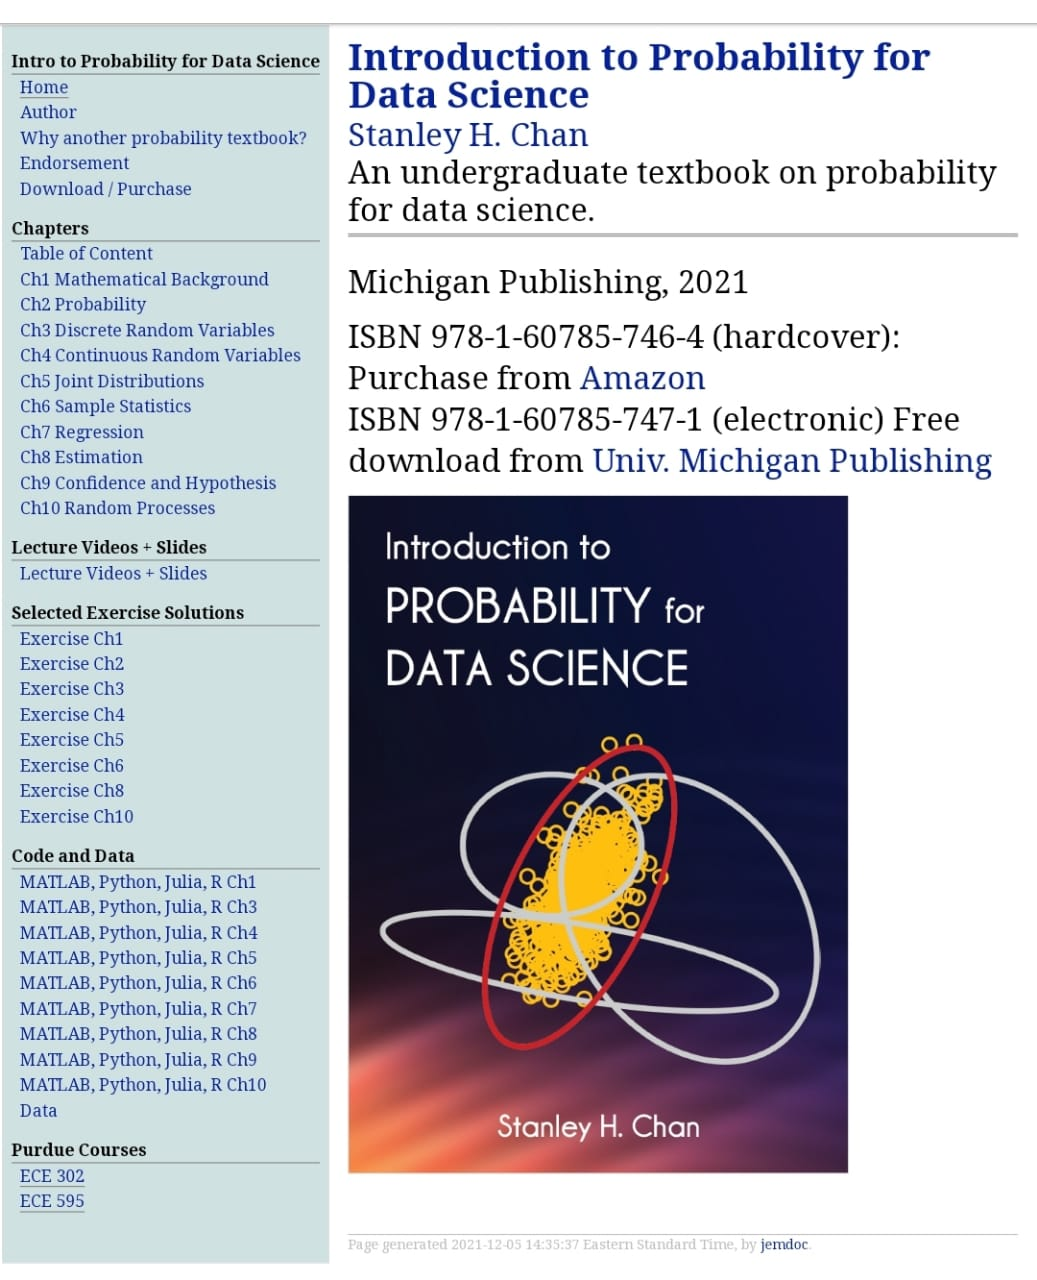 Intro to Probability for Data Science
Home
Author
Why another probability textbook?
Endorsement
Download / Purchase
Chapters
Table of Content
Ch1 Mathematical Background
Ch2 Probability
Ch3 Discrete Random Variables
Ch4 Continuous Random Variables
Ch5 Joint Distributions
Ch6 Sample Statistics
Ch7 Regression
Ch8 Estimation
Ch9 Confidence and Hypothesis
Ch10 Random Processes
Lecture Videos + Slides
Lecture Videos + Slides
Selected Exercise Solutions
Exercise Ch1
Exercise Ch2
Exercise Ch3
Exercise Ch4
Exercise Ch5
Exercise Ch6
Exercise Ch8
Exercise Ch10
Code and Data
MATLAB, Python, Julia, R Ch1
MATLAB, Python, Julia, R Ch3
MATLAB, Python, Julia, R Ch4
MATLAB, Python, Julia, R Ch5
MATLAB, Python, Julia, R Ch6
MATLAB, Python, Julia, R Ch7
MATLAB, Python, Julia, R Ch8
MATLAB, Python, Julia, R Ch9
MATLAB, Python, Julia, R Ch10
Data
Purdue Courses
ECE 302
ECE 595
Introduction to Probability for
Data Science
Stanley H. Chan
An undergraduate textbook on probability
for data science.
Michigan Publishing, 2021
ISBN 978-1-60785-746-4 (hardcover):
Purchase from Amazon
ISBN 978-1-60785-747-1 (electronic) Free
download from Univ. Michigan Publishing
Introduction to
PROBABILITY for
DATA SCIENCE
Stanley H. Chan
Page generated 2021-12-05 14:35:37 Eastern Standard Time, by jemdoc.